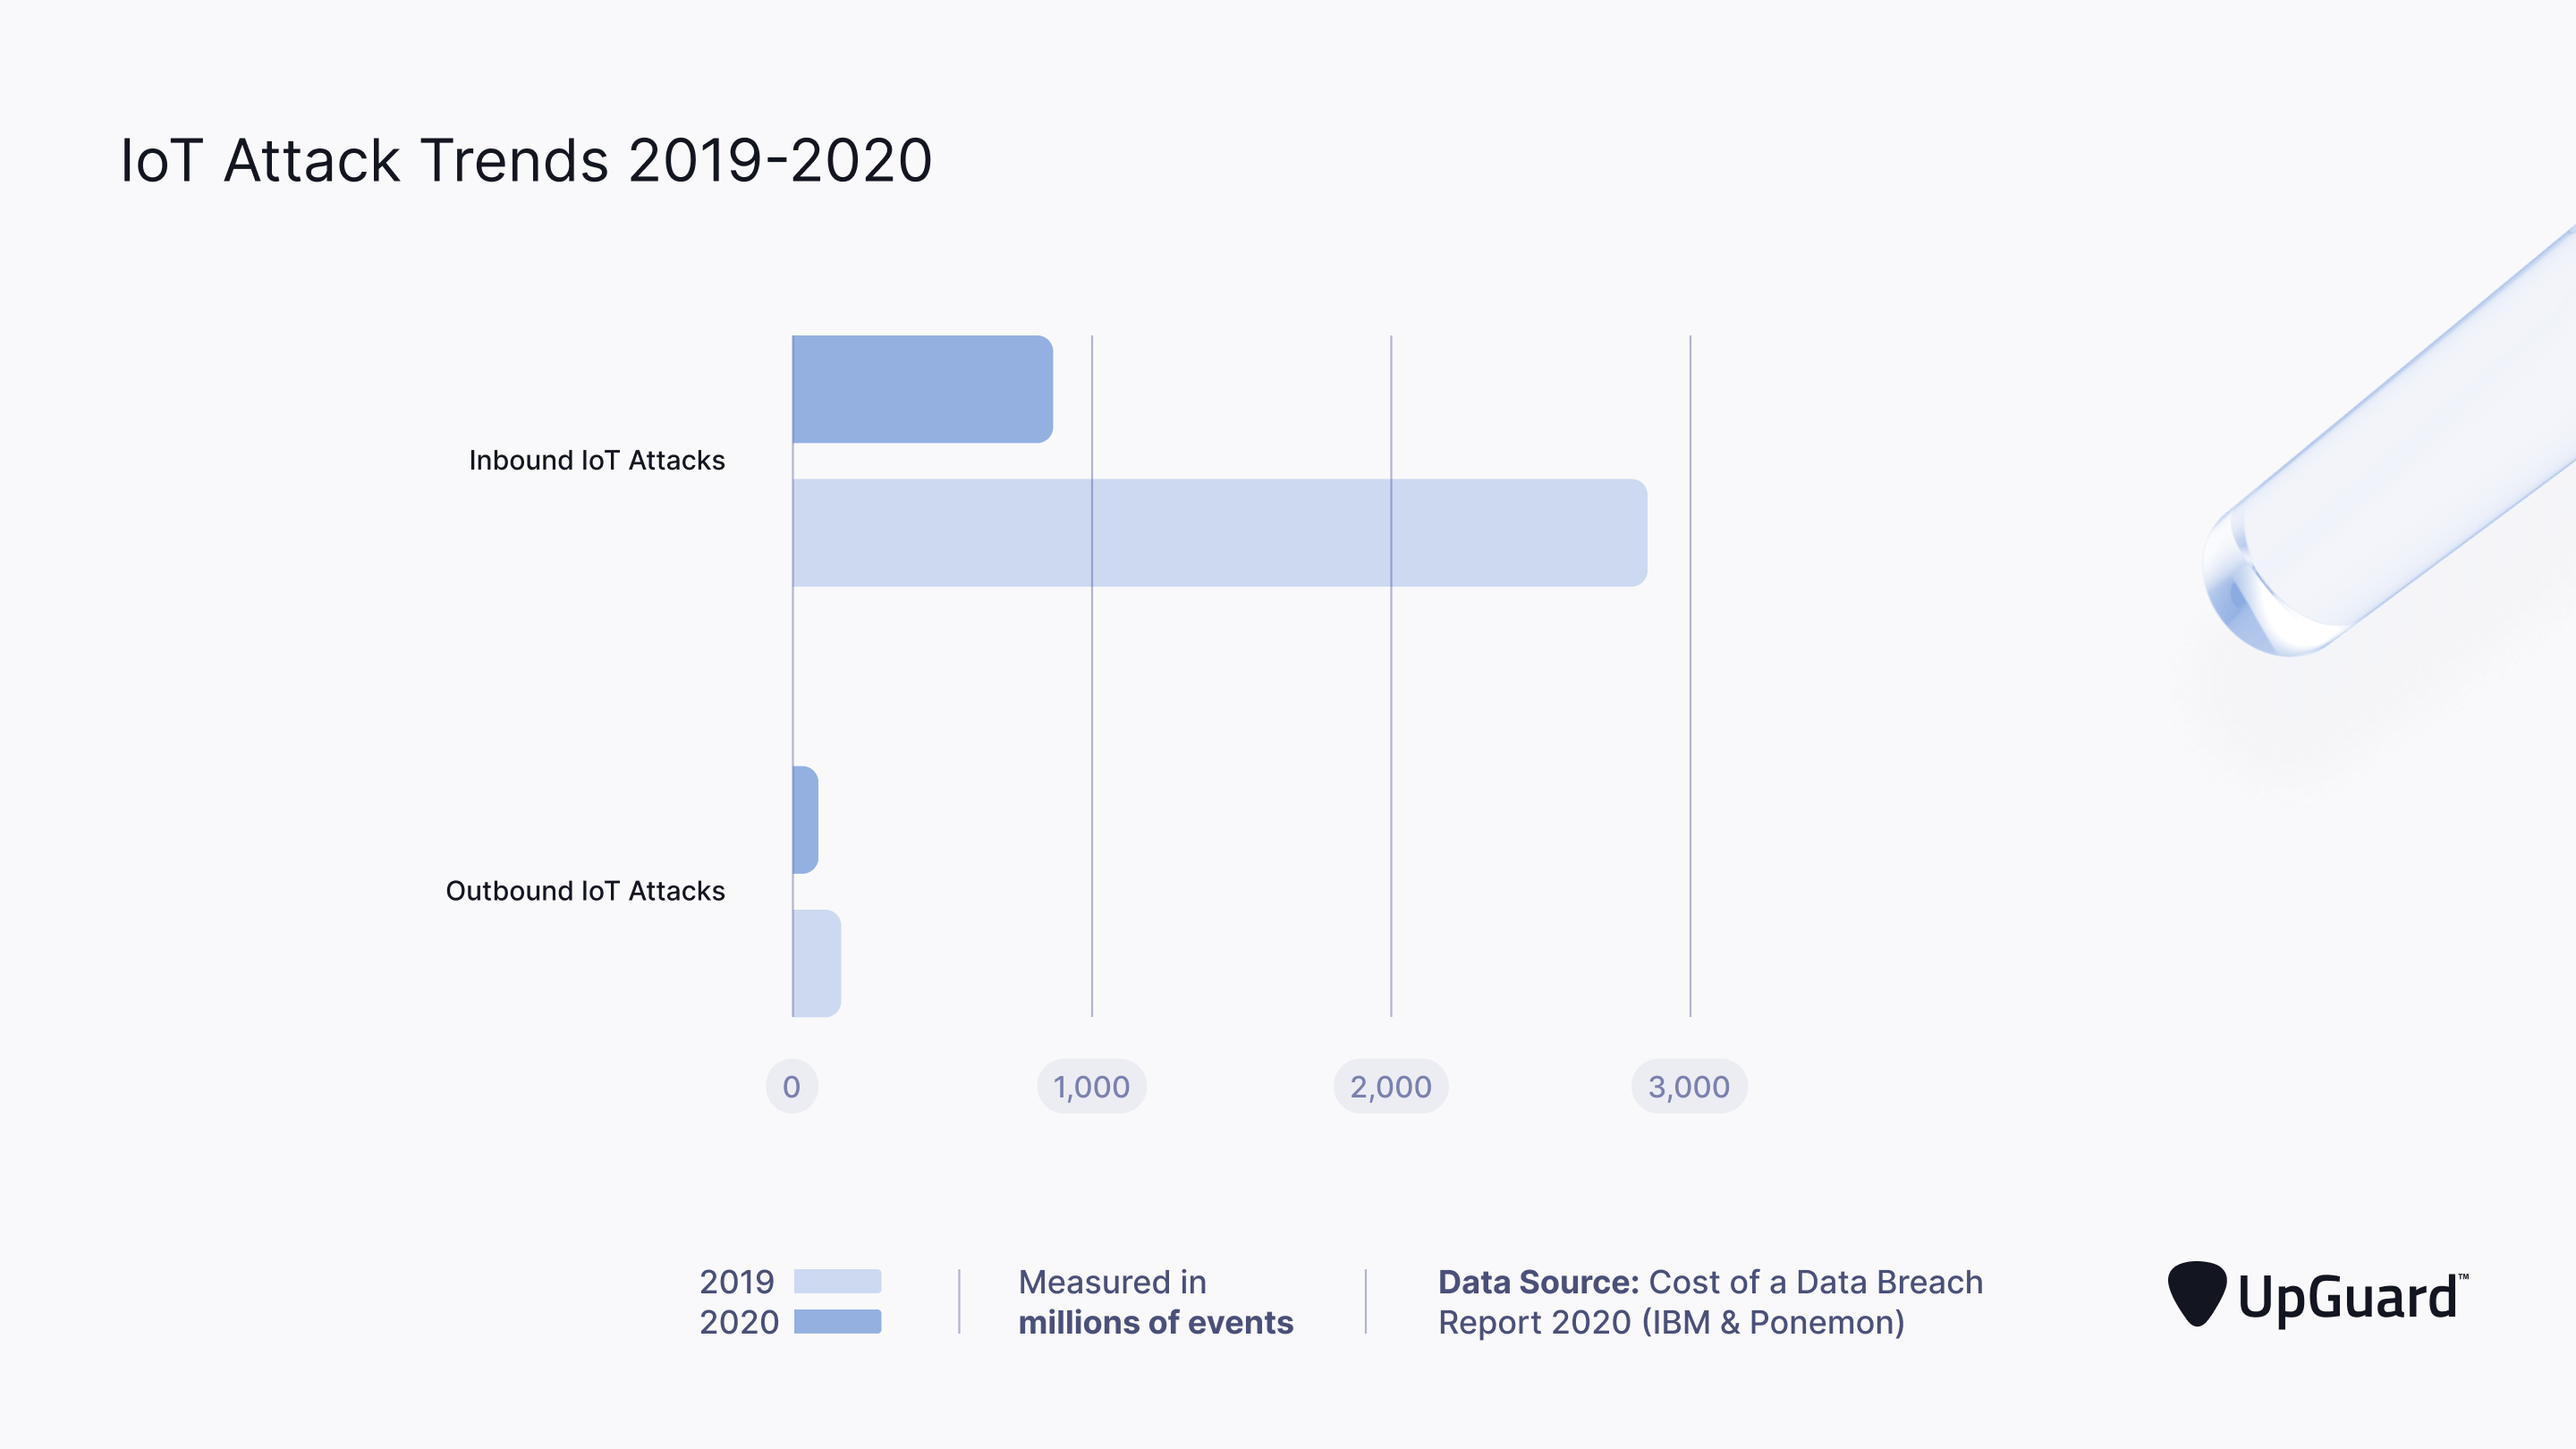 IoT Attack Trends 2019-2020
Inbound IoT Attacks
Outbound IoT Attacks
0
1,000
2,000
3,000
2019
2020
Measured in
millions of events
Data Source: Cost of a Data Breach
Report 2020 (IBM & Ponemon)
UpGuard™